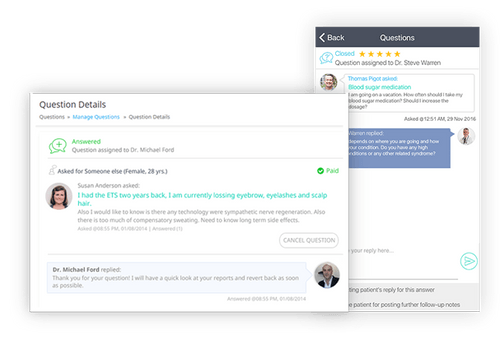 Question Details
Questions » Manage Questions » Question Details
Answered
Question assigned to Dr. Michael Ford
Asked for Someone else (Female, 28 yrs.)
Paid
Susan Anderson asked:
I had the ETS two years back, I am currently lossing eyebrow, eyelashes and scalp
hair.
Also I would like to know is there any technology were sympathetic nerve regeneration. Also
there is too much of compensatory sweating. Need to know long term side effects.
Asked @08:55 PM, 01/08/2014 | Answered (1)
CANCEL QUESTION
Dr. Michael Ford replied:
Thank you for your question! I will have a quick look at your reports and revert back as soon
as possible.
Answered @08:55 PM, 01/08/2014
Back
Questions
Closed
Question assigned to Dr. Steve Warren
Thomas Pigot asked:
Blood sugar medication
I am going on a vacation. How often should I take my
blood sugar medication? Should I increase the
dosage?
Asked @12:51 AM, 29 Nov 2016
Warren replied:
depends on where you are going and how
your condition. Do you have any
conditions or any other related syndrome?
your reply here...
ting patient's reply for this answer
e patient for posting further follow-up notes